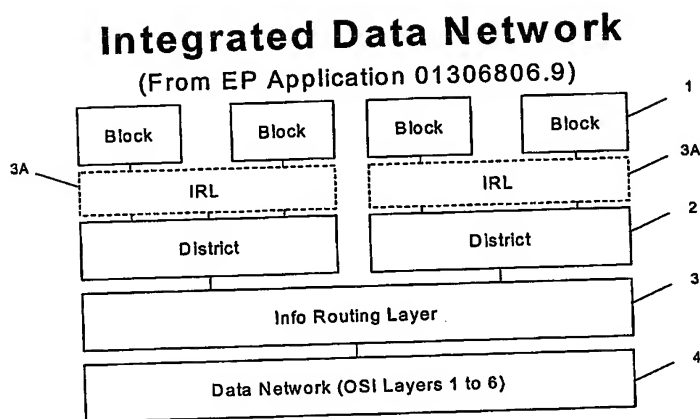 Integrated Data Network
(From EP Application 01306806.9)
1
Block Block Block Block
3A 3A
IRL IRL
2
District District
3
Info Routing Layer
4
Data Network (OSI Layers 1 to 6)